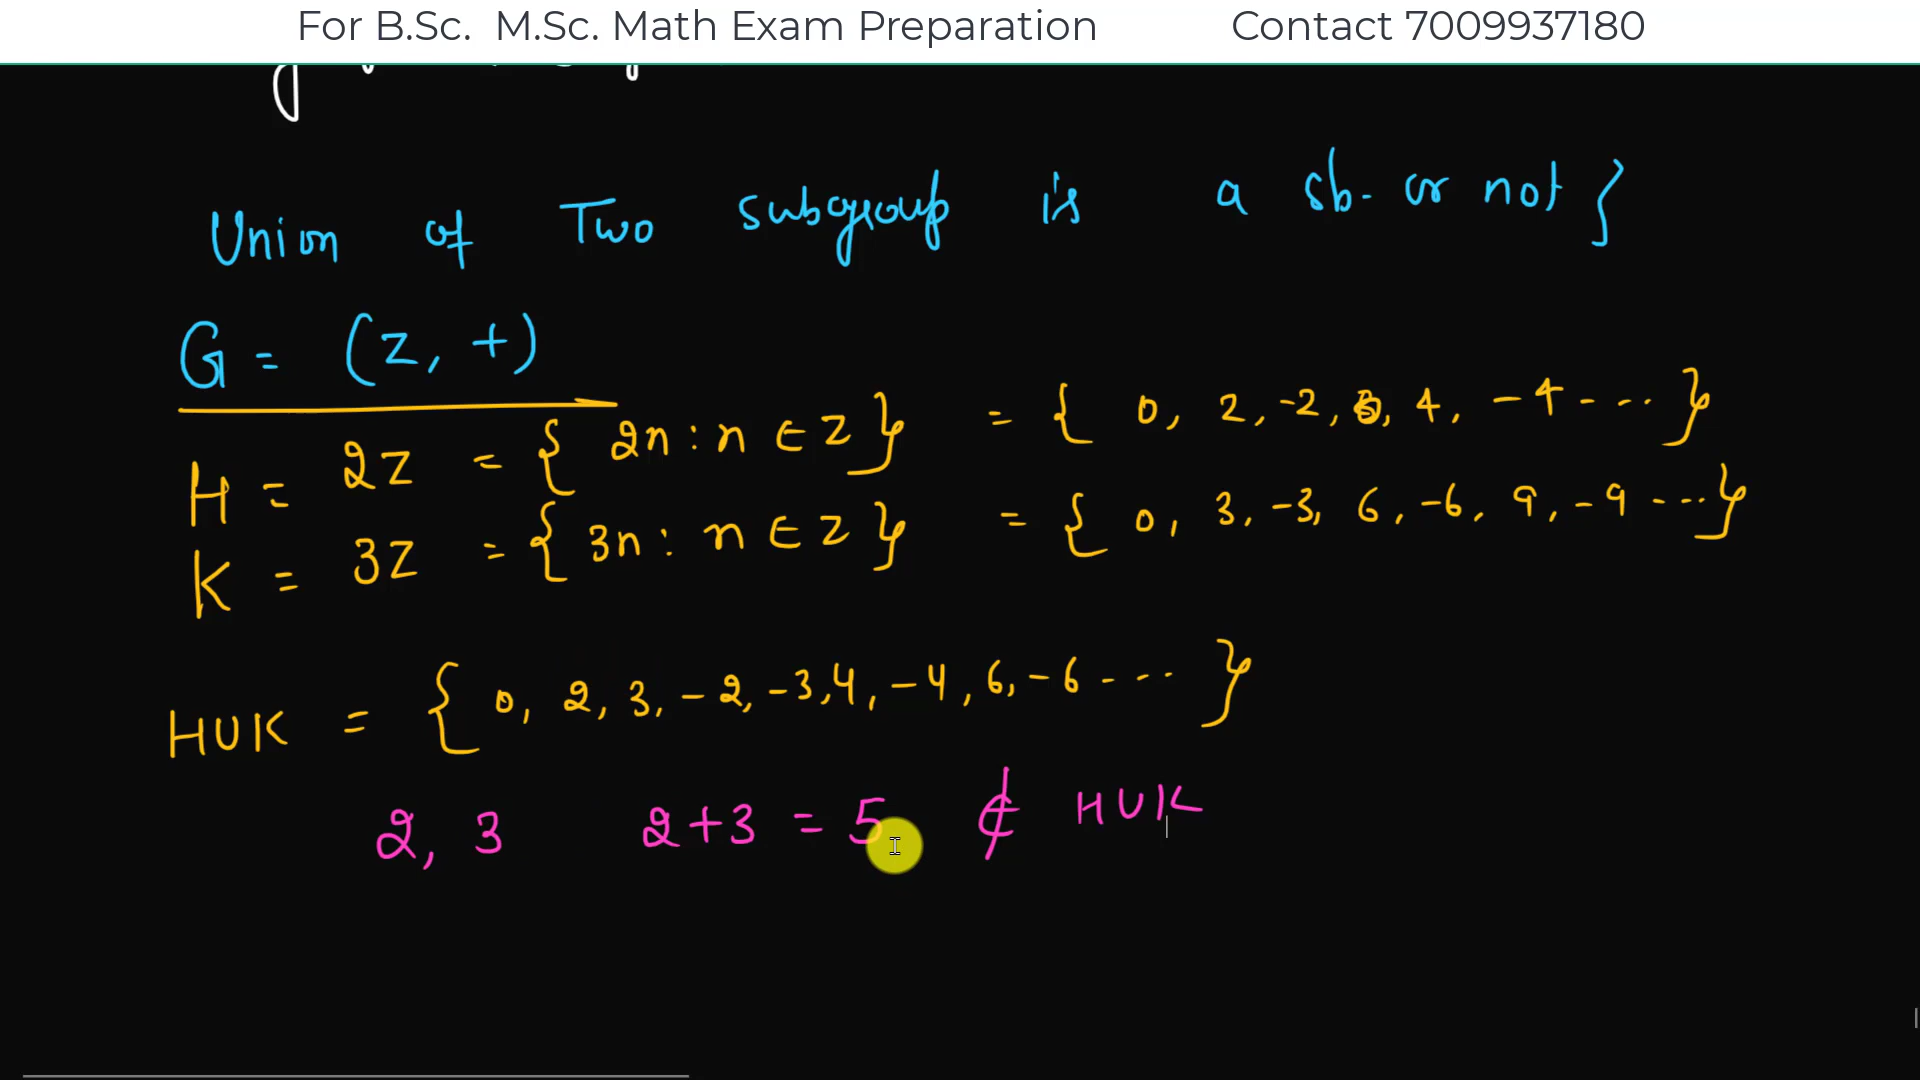 For B.Sc. M.Sc. Math Exam Preparation Contact 7009937180
Union of Two subgroup is a sb. or not }
G = (Z, +)
H = 2Z = { 2n : n ∈ Z } = { 0, 2, -2, 4, -4 - - - }
K = 3Z = { 3n : n ∈ Z } = { 0, 3, -3, 6, -6, 9, -9 - - - }
HUK = { 0, 2, 3, -2, -3, 4, -4, 6, -6 - - - }
2, 3 2+3 = 5 ∉ HUK